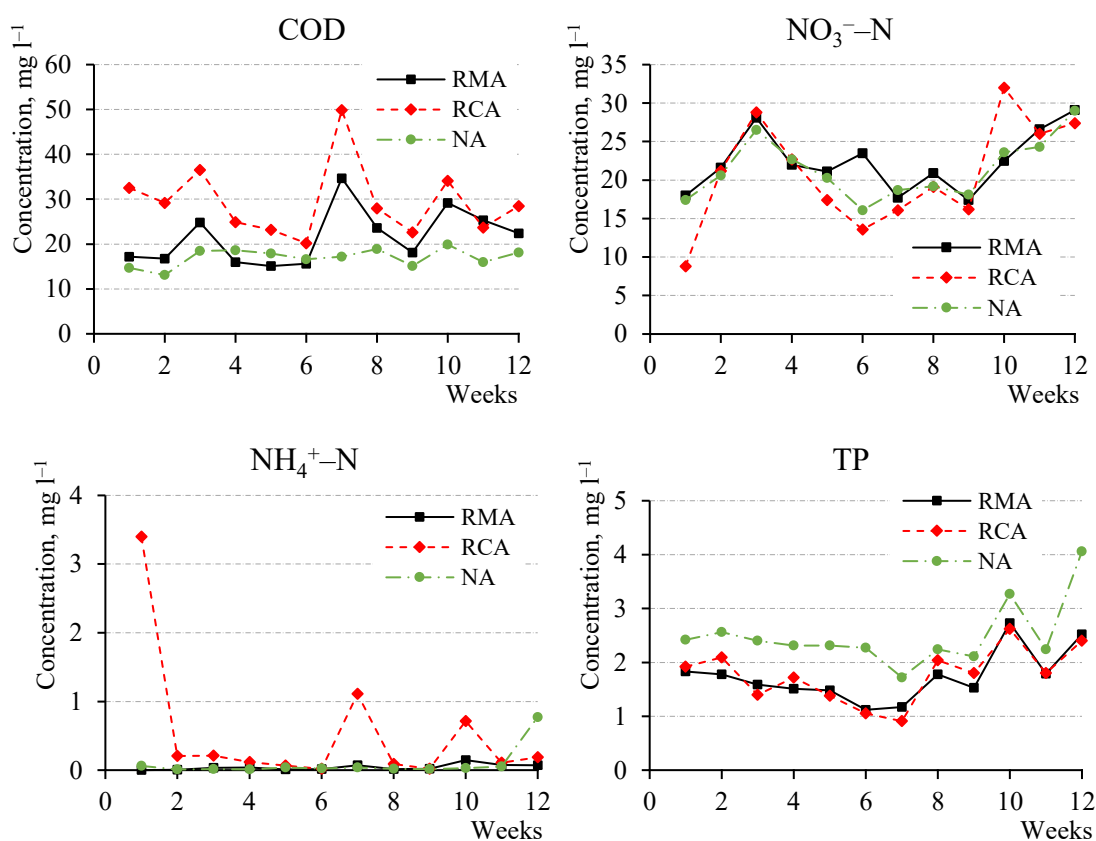 COD
Concentration, mg l⁻¹
60
50
40
30
20
10
0
RMA
RCA
NA
0 2 4 6 8 10 12
Weeks
NO₃⁻–N
Concentration, mg l⁻¹
35
30
25
20
15
10
5
0
RMA
RCA
NA
0 2 4 6 8 10 12
Weeks
NH₄⁺–N
Concentration, mg l⁻¹
4
3
2
1
0
RMA
RCA
NA
0 2 4 6 8 10 12
Weeks
TP
Concentration, mg l⁻¹
5
4
3
2
1
0
RMA
RCA
NA
0 2 4 6 8 10 12
Weeks